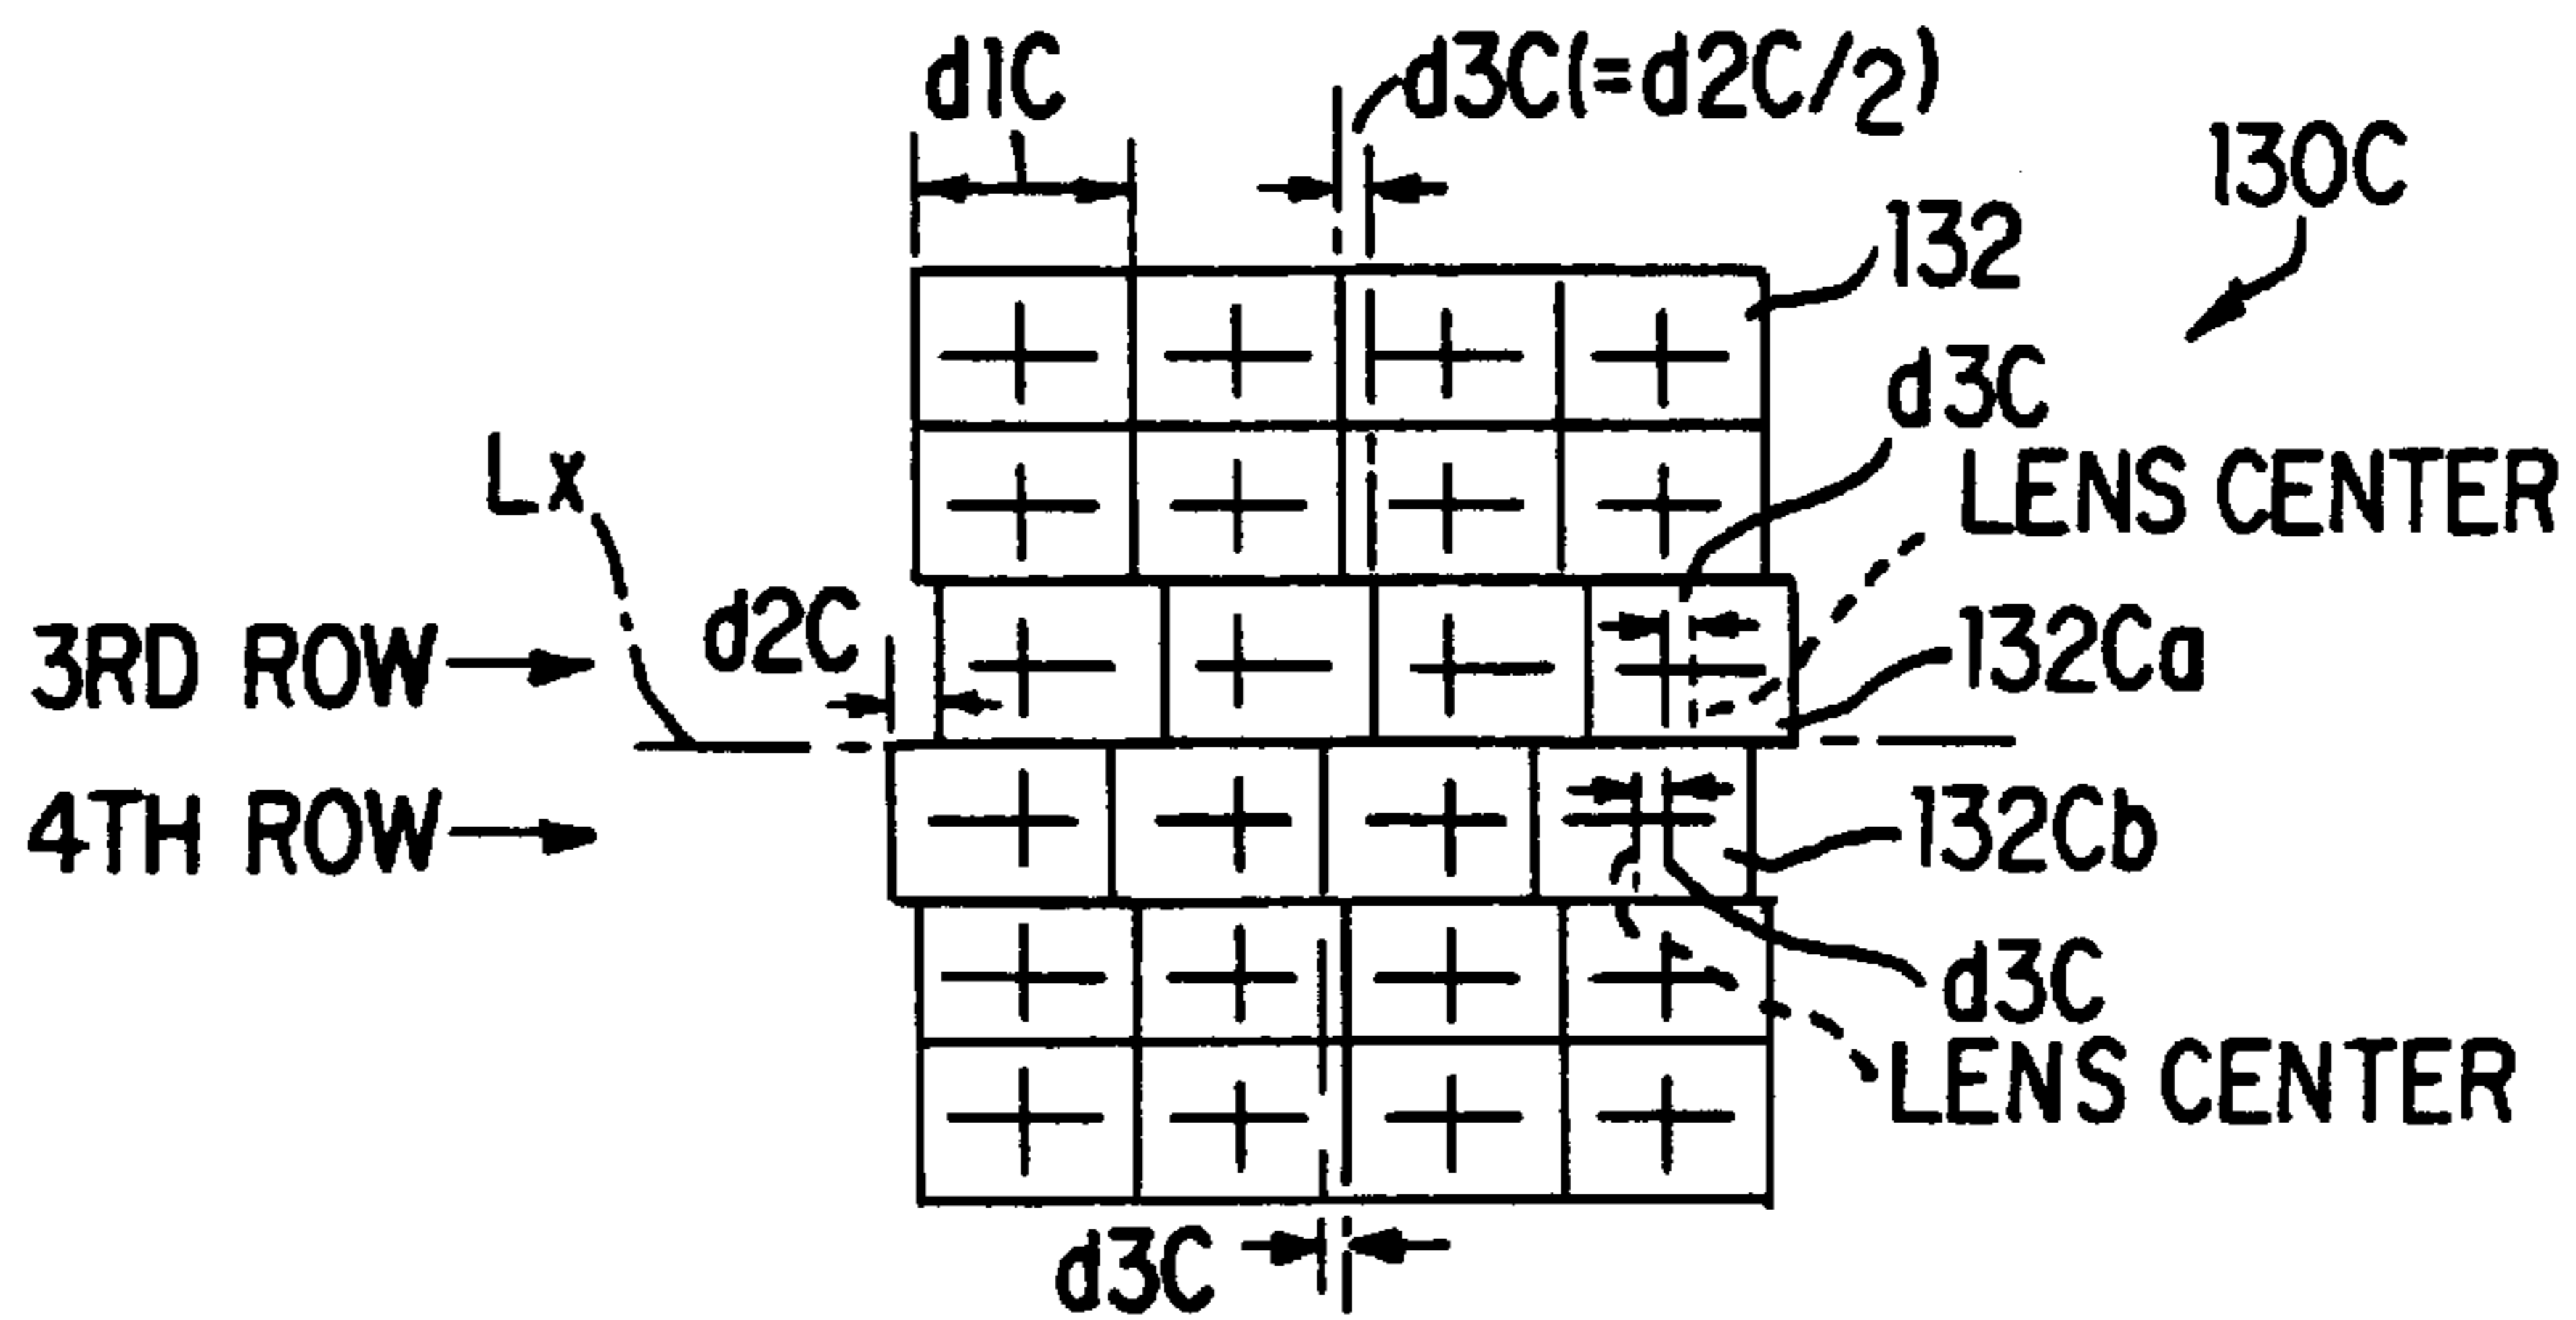 d1C
d3C(=d2C/2)
130C
132
d3C
LENS CENTER
Lx
d2C
3RD ROW
132Ca
4TH ROW
132Cb
d3C
LENS CENTER
d3C